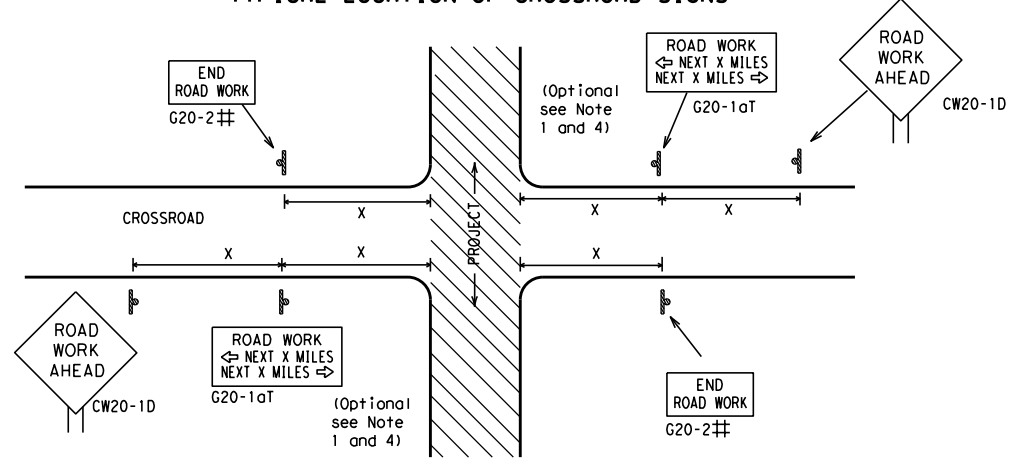 TYPICAL LOCATION OF CROSSROAD SIGNS
END
ROAD WORK
G20-2#
ROAD WORK
⇦ NEXT X MILES
NEXT X MILES ⇨
G20-1aT
ROAD
WORK
AHEAD
CW20-1D
(Optional
see Note
1 and 4)
X
X
X
CROSSROAD
PROJECT
X
X
X
ROAD
WORK
AHEAD
CW20-1D
ROAD WORK
⇦ NEXT X MILES
NEXT X MILES ⇨
G20-1aT
(Optional
see Note
1 and 4)
END
ROAD WORK
G20-2#